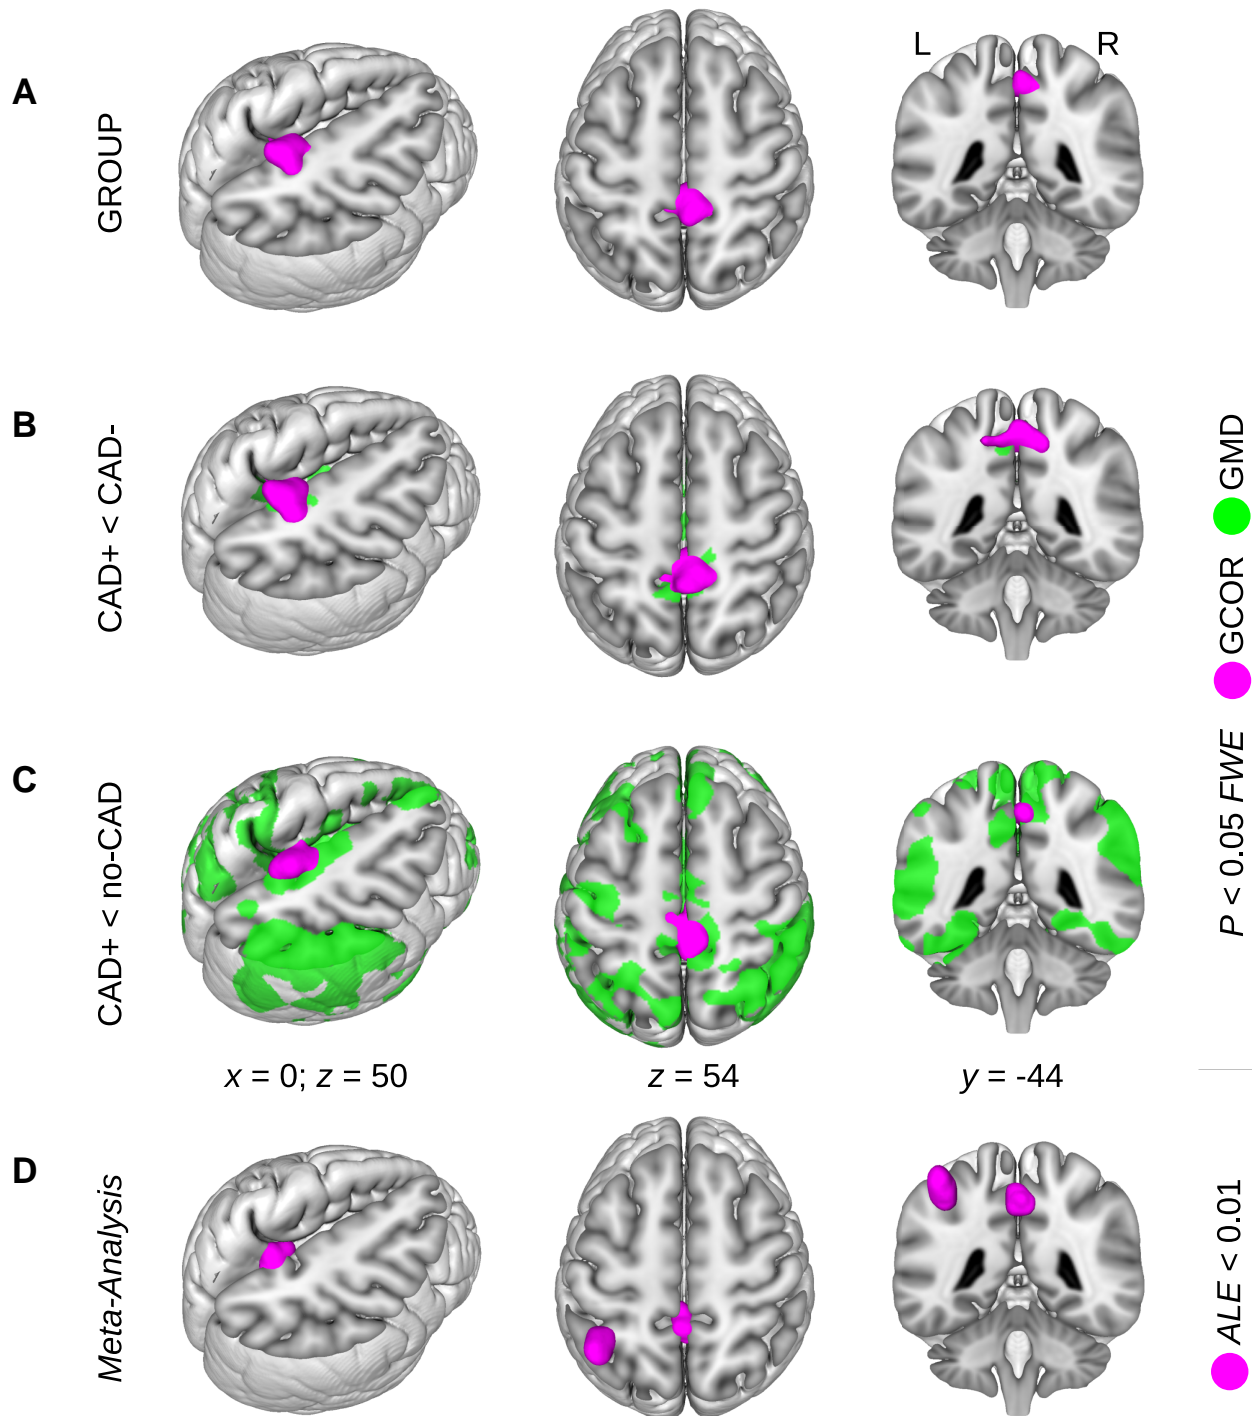 A
GROUP
L
R
B
CAD+ < CAD-
C
CAD+ < no-CAD
P < 0.05 FWE
GCOR
GMD
x = 0; z = 50
z = 54
y = -44
D
Meta-Analysis
ALE < 0.01